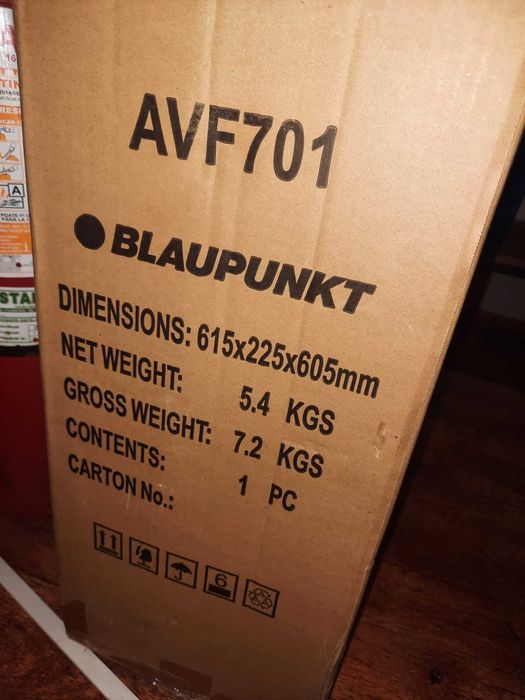 AVF701
BLAUPUNKT
DIMENSIONS: 615x225x605mm
NET WEIGHT: 5.4 KGS
GROSS WEIGHT: 7.2 KGS
CONTENTS: 1 PC
CARTON No.:
6
A